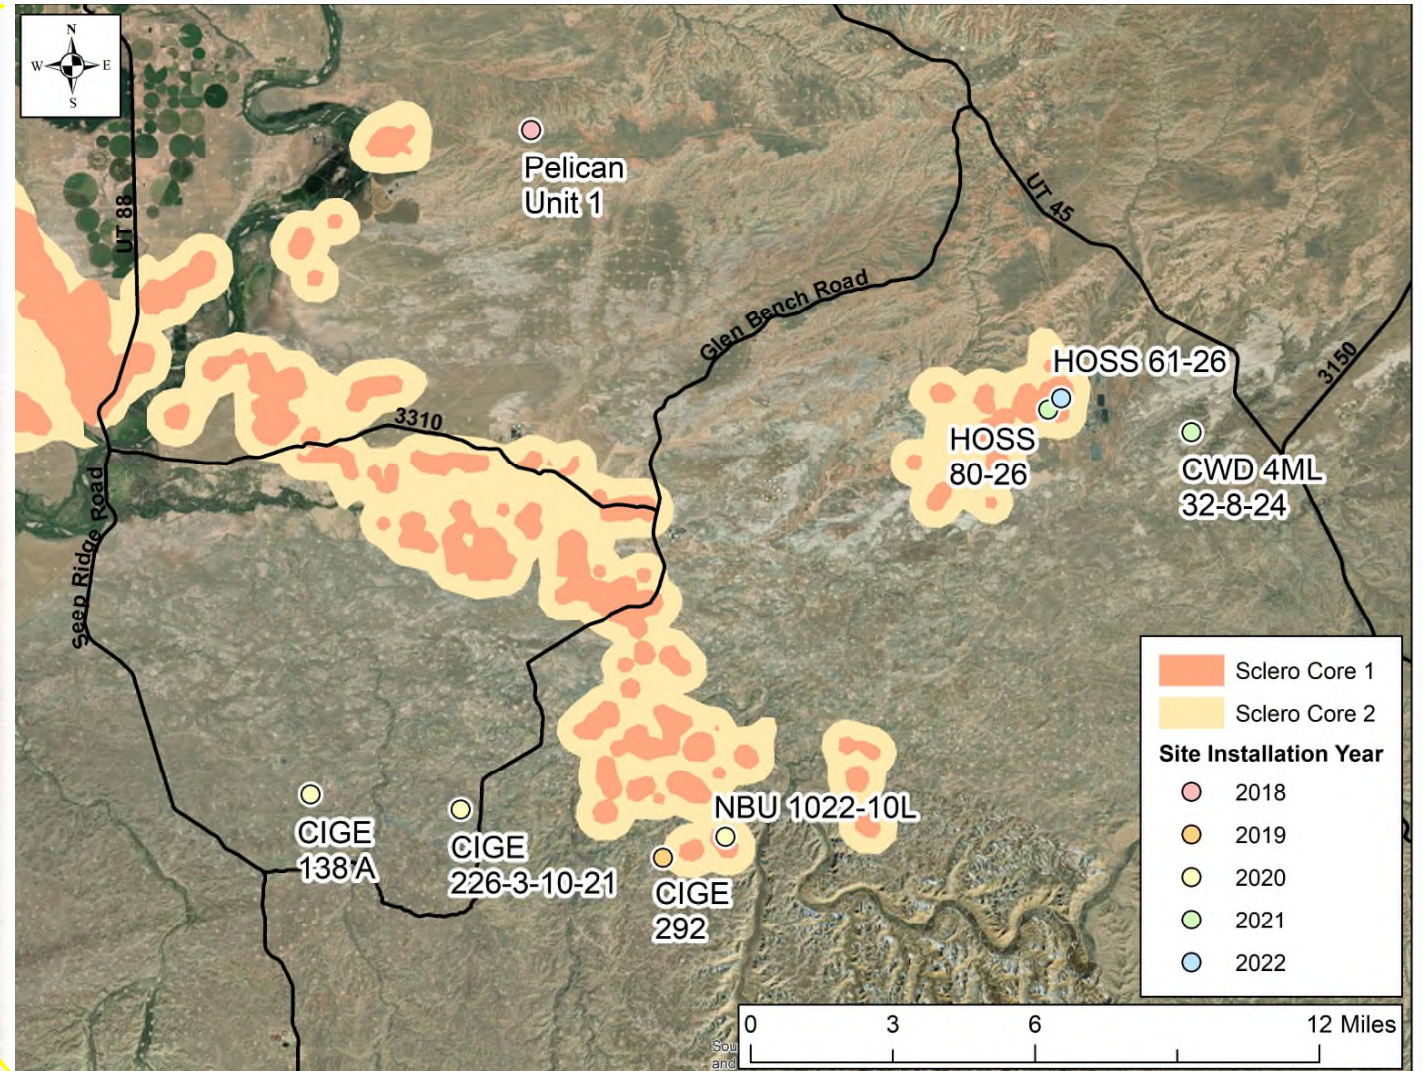 N
W
E
S
Pelican
Unit 1
UT 88
UT 45
Glen Bench Road
HOSS 61-26
3150
3310
HOSS
80-26
CWD 4ML
32-8-24
Seep Ridge Road
NBU 1022-10L
CIGE
138 A
CIGE
226-3-10-21
CIGE
292
Sclero Core 1
Sclero Core 2
Site Installation Year
2018
2019
2020
2021
2022
0 3 6 12 Miles
and